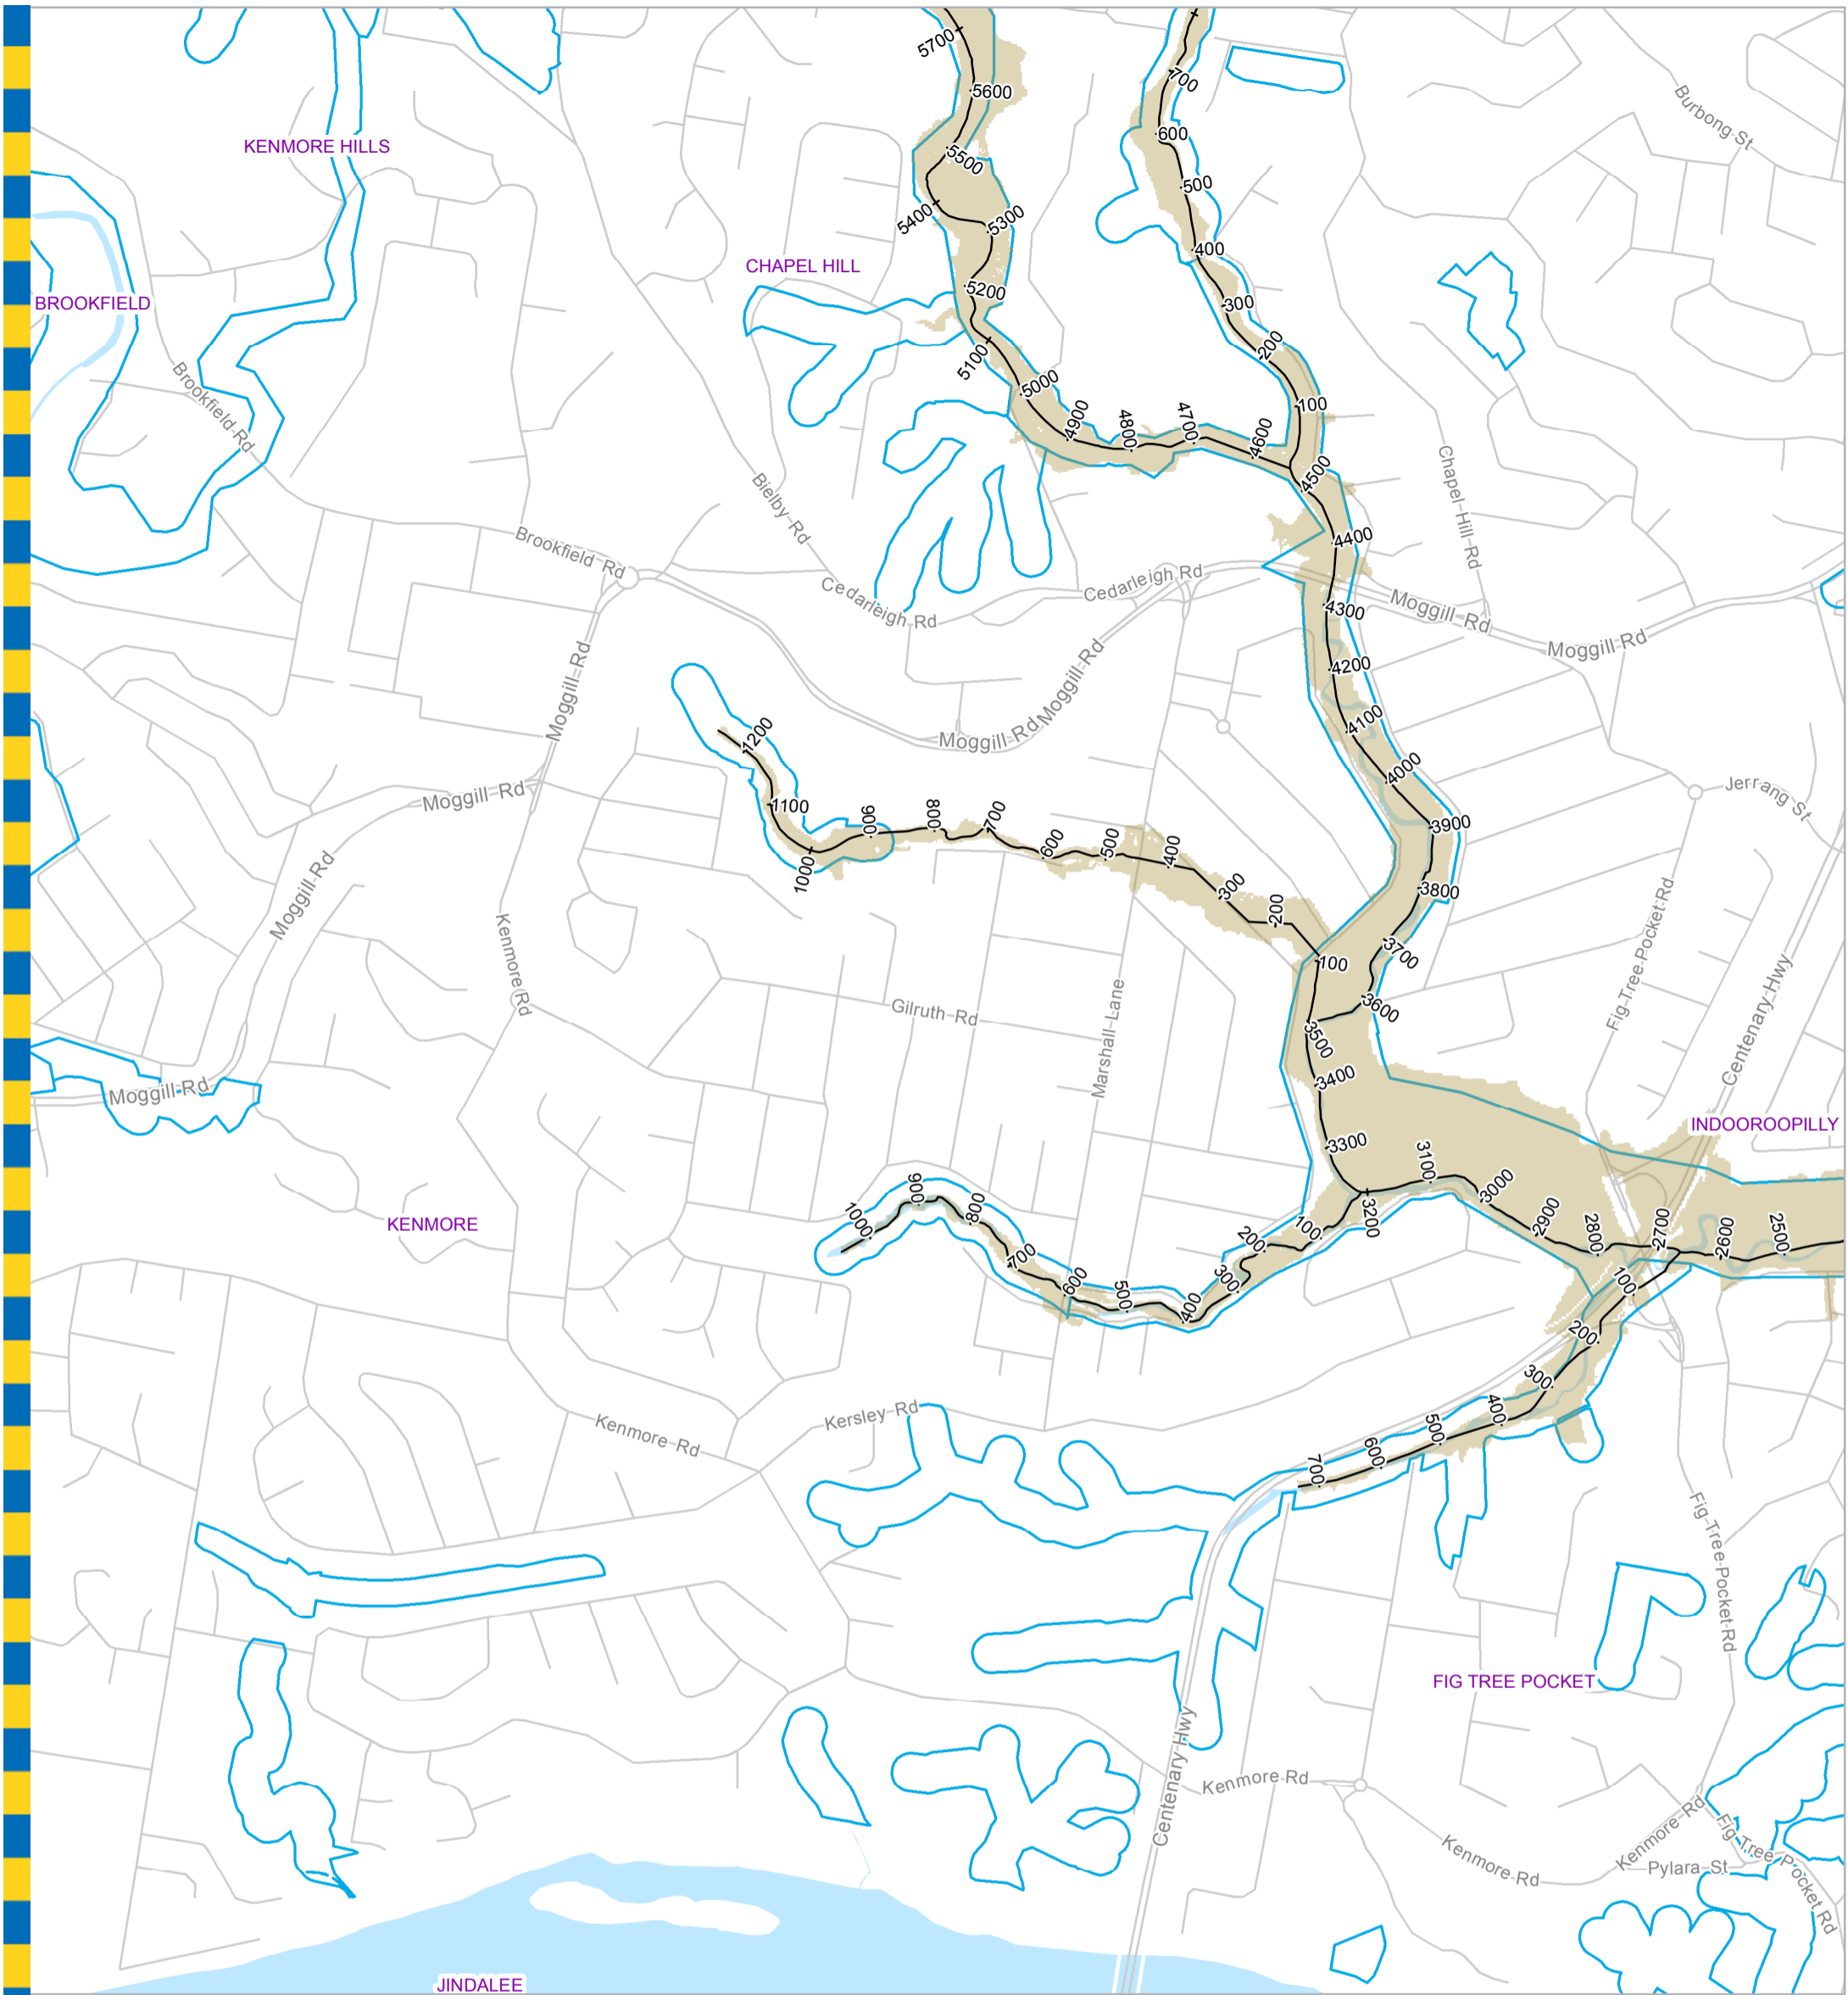 5700
700
5600
Burbong St
600
KENMORE HILLS
5500
500
5400
5300
400
CHAPEL HILL
5200
BROOKFIELD
300
5100
200
Brookfield Rd
5000
100
4900
4800
4700
4600
4500
Chapel Hill Rd
Bielby Rd
Brookfield Rd
4400
Cedarleigh Rd
Cedarleigh Rd
4300
Moggill Rd
Moggill Rd
4200
Moggill Rd
Moggill Rd
4100
1200
Moggill Rd
4000
Moggill Rd
Jerrang St
1100
900
800
700
3900
600
500
400
1000
Moggill Rd
300
3800
200
Fig Tree Pocket Rd
Kenmore Rd
3700
100
Gilruth Rd
3600
Centenary Hwy
Marshall Lane
3500
3400
Moggill Rd
INDOOROOPILLY
3300
3100
3000
900
800
1000
KENMORE
3200
100
200
2900
2800
2700
2600
2500
700
300
600
500
400
100
200
300
Kersley Rd
400
Kenmore Rd
500
600
700
Fig Tree Pocket Rd
FIG TREE POCKET
Centenary Hwy
Kenmore Rd
Kenmore Rd
Kenmore Rd
Fig Tree Pocket Rd
Pylara St
JINDALEE